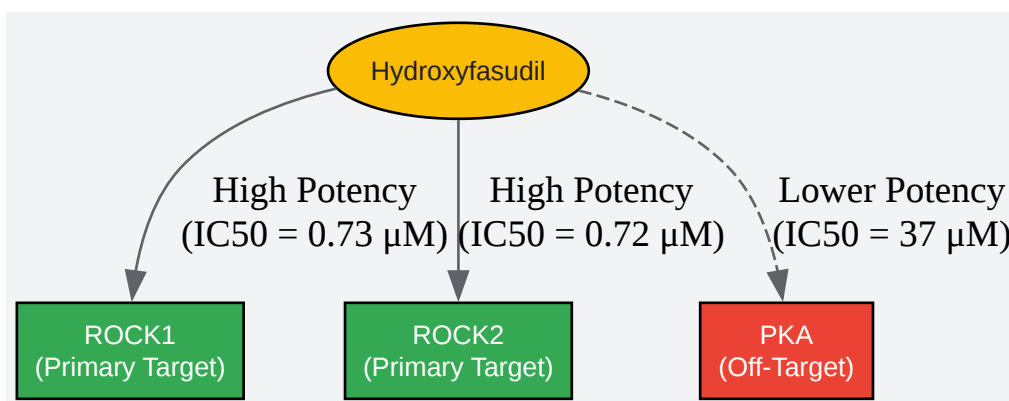 Hydroxyfasudil
High Potency
(IC50 = 0.73 μM)
High Potency
(IC50 = 0.72 μM)
Lower Potency
(IC50 = 37 μM)
ROCK1
(Primary Target)
ROCK2
(Primary Target)
PKA
(Off-Target)